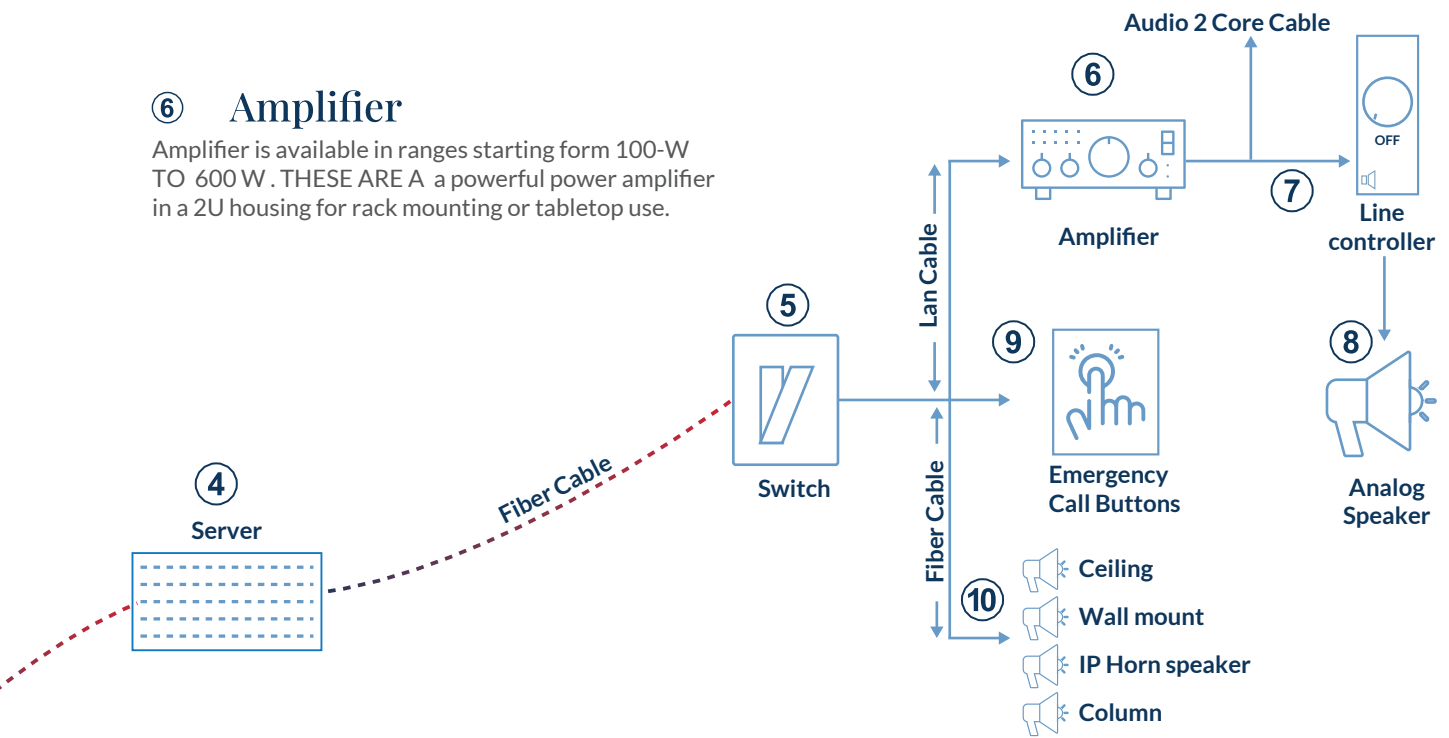 Audio 2 Core Cable
6
6 Amplifier
Amplifier is available in ranges starting form 100-W
TO 600 W . THESE ARE A a powerful power amplifier
in a 2U housing for rack mounting or tabletop use.
OFF
7
Line
controller
Amplifier
Lan Cable
5
9
8
Switch
Emergency
Call Buttons
Analog
Speaker
4
Server
Fiber Cable
Fiber Cable
10
Ceiling
Wall mount
IP Horn speaker
Column